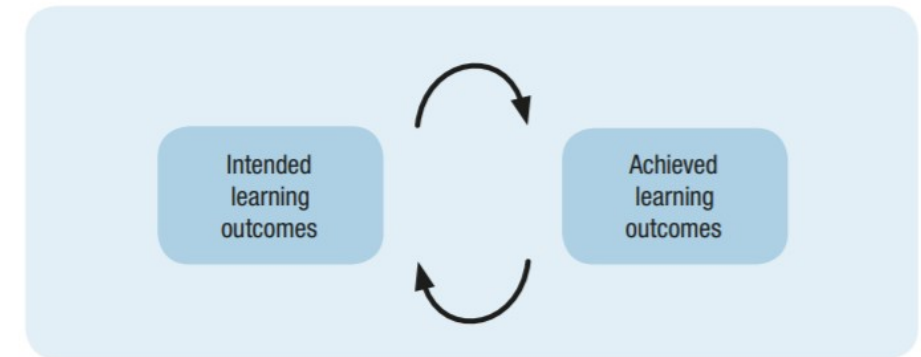 Intended
learning
outcomes
Achieved
learning
outcomes